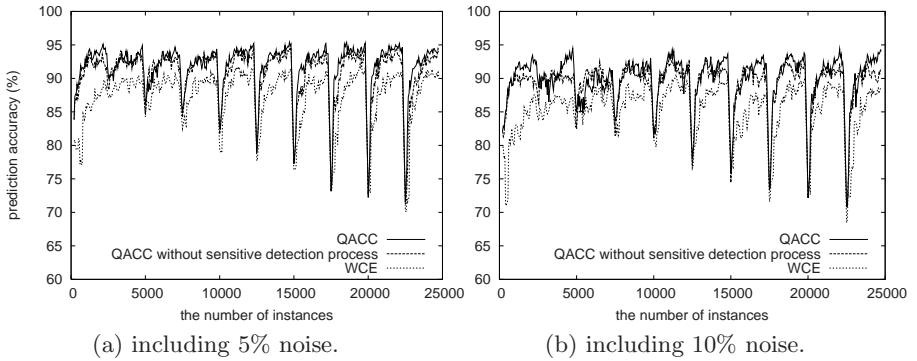 100
95
90
85
80
75
70
65
60
prediction accuracy (%)
QACC
QACC without sensitive detection process
WCE
0 5000 10000 15000 20000 25000
the number of instances
(a) including 5% noise.
100
95
90
85
80
75
70
65
60
QACC
QACC without sensitive detection process
WCE
0 5000 10000 15000 20000 25000
the number of instances
(b) including 10% noise.